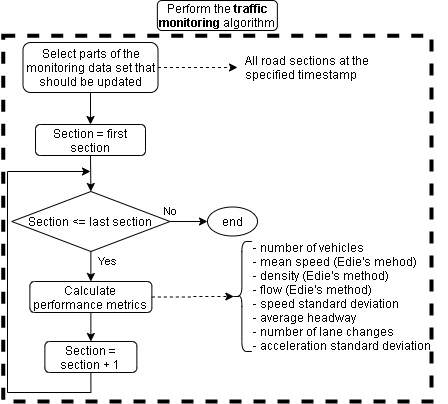 Perform the traffic
monitoring algorithm
Select parts of the
monitoring data set that
should be updated
All road sections at the
specified timestamp
Section = first
section
Section <= last section
No
end
Yes
Calculate
performance metrics
- number of vehicles
- mean speed (Edie's mehod)
- density (Edie's method)
- flow (Edie's method)
- speed standard deviation
- average headway
- number of lane changes
- acceleration standard deviation
Section =
section + 1